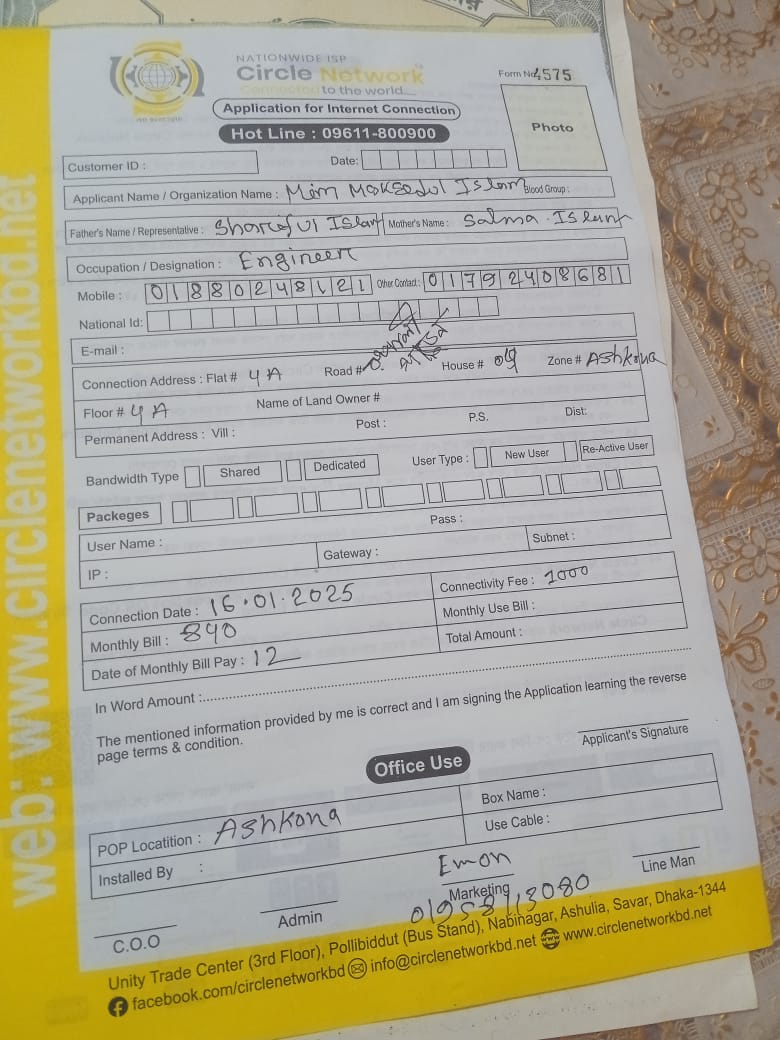 NATIONWIDE ISP
Circle Network
Connected to the world....
Application for Internet Connection
Hot Line : 09611-800900
Form No 4575
Photo
Customer ID :
Date:
Applicant Name / Organization Name : Mim Moksedul Islam Blood Group :
Father's Name / Representative : Shariful Islam Mother's Name : Salma Islam
Occupation / Designation : Engineer
Mobile : 01880248121 Other Contact : 01792408681
National Id:
E-mail :
Connection Address : Flat # 4 A Road # House # 09 Zone # Ashkona
Floor # 4 A Name of Land Owner #
Permanent Address : Vill : Post : P.S. Dist:
Bandwidth Type Shared Dedicated User Type : New User Re-Active User
Packeges
User Name : Pass :
IP : Gateway : Subnet :
Connection Date : 16.01.2025 Connectivity Fee : 1000
Monthly Bill : 840 Monthly Use Bill :
Date of Monthly Bill Pay : 12 Total Amount :
In Word Amount :
The mentioned information provided by me is correct and I am signing the Application learning the reverse
page terms & condition.
Applicant's Signature
Office Use
POP Locatition : Ashkona Box Name :
Installed By : Use Cable :
Emon
C.O.O Admin Marketing Line Man
Unity Trade Center (3rd Floor), Pollibiddut (Bus Stand), Nabinagar, Ashulia, Savar, Dhaka-1344
facebook.com/circlenetworkbd info@circlenetworkbd.net www.circlenetworkbd.net
web: www.circlenetworkbd.net